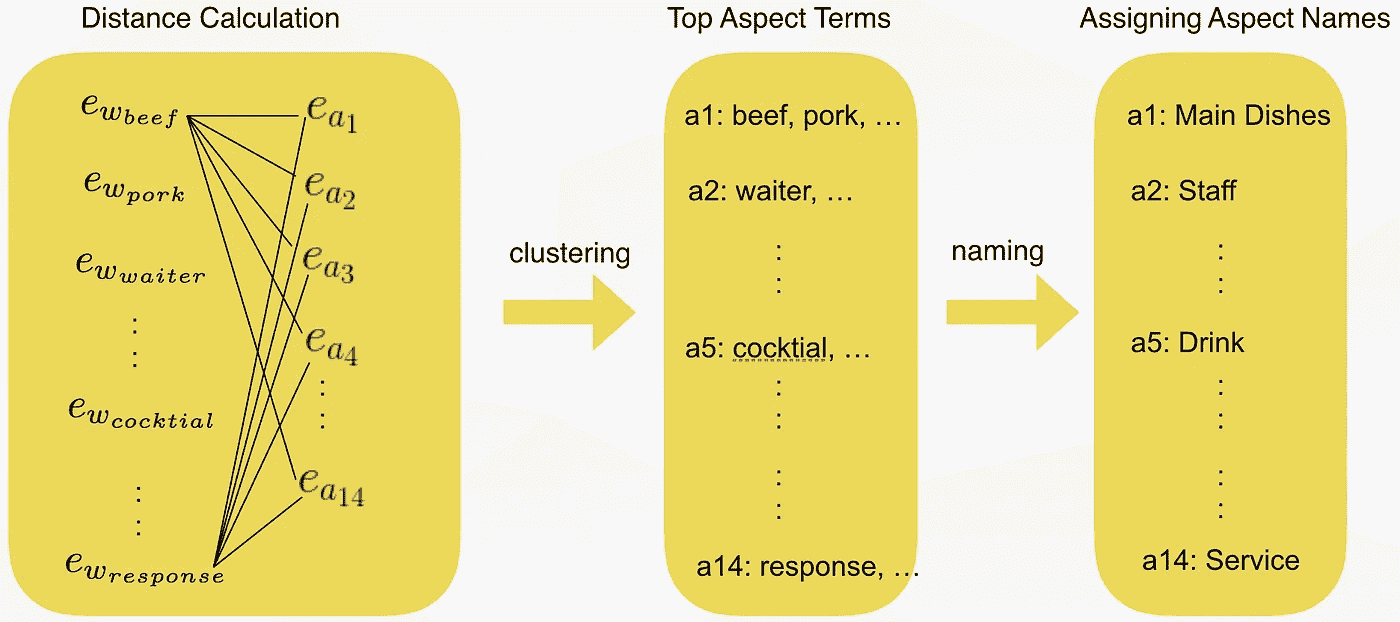 Distance Calculation
e_{w_{beef}}
e_{w_{pork}}
e_{w_{waiter}}
⋮
e_{w_{cocktial}}
⋮
e_{w_{response}}
e_{a_1}
e_{a_2}
e_{a_3}
e_{a_4}
⋮
e_{a_{14}}
clustering
Top Aspect Terms
a1: beef, pork, …
a2: waiter, …
⋮
a5: cocktial, …
⋮
⋮
a14: response, …
naming
Assigning Aspect Names
a1: Main Dishes
a2: Staff
⋮
a5: Drink
⋮
⋮
a14: Service